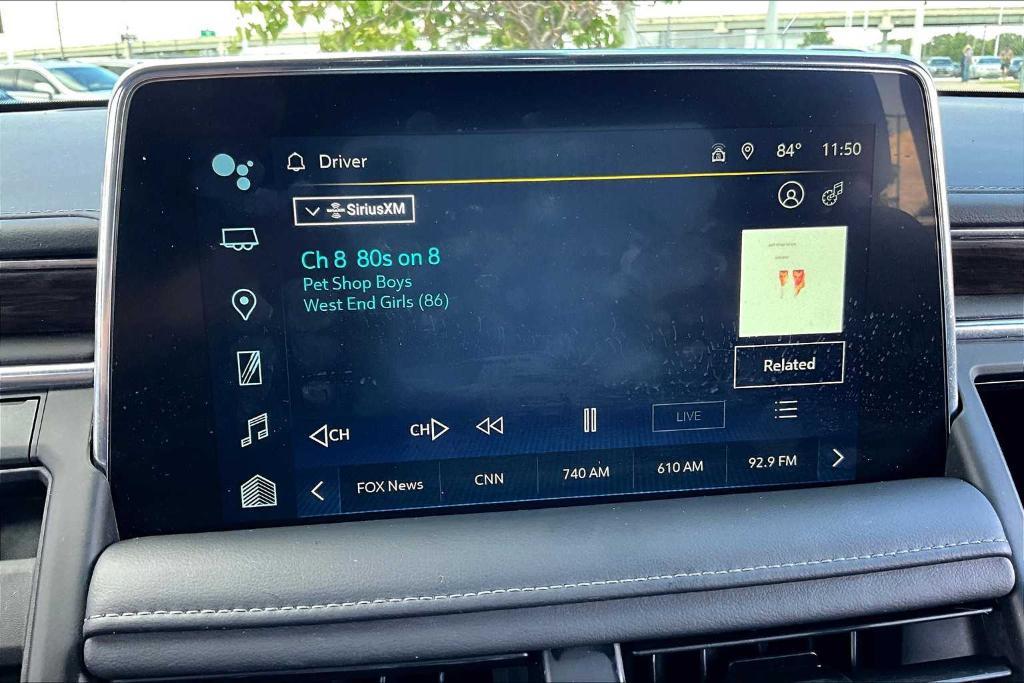 Driver
84° 11:50
SiriusXM
Ch 8 80s on 8
Pet Shop Boys
West End Girls (86)
Related
CH
CH
LIVE
FOX News
CNN
740 AM
610 AM
92.9 FM